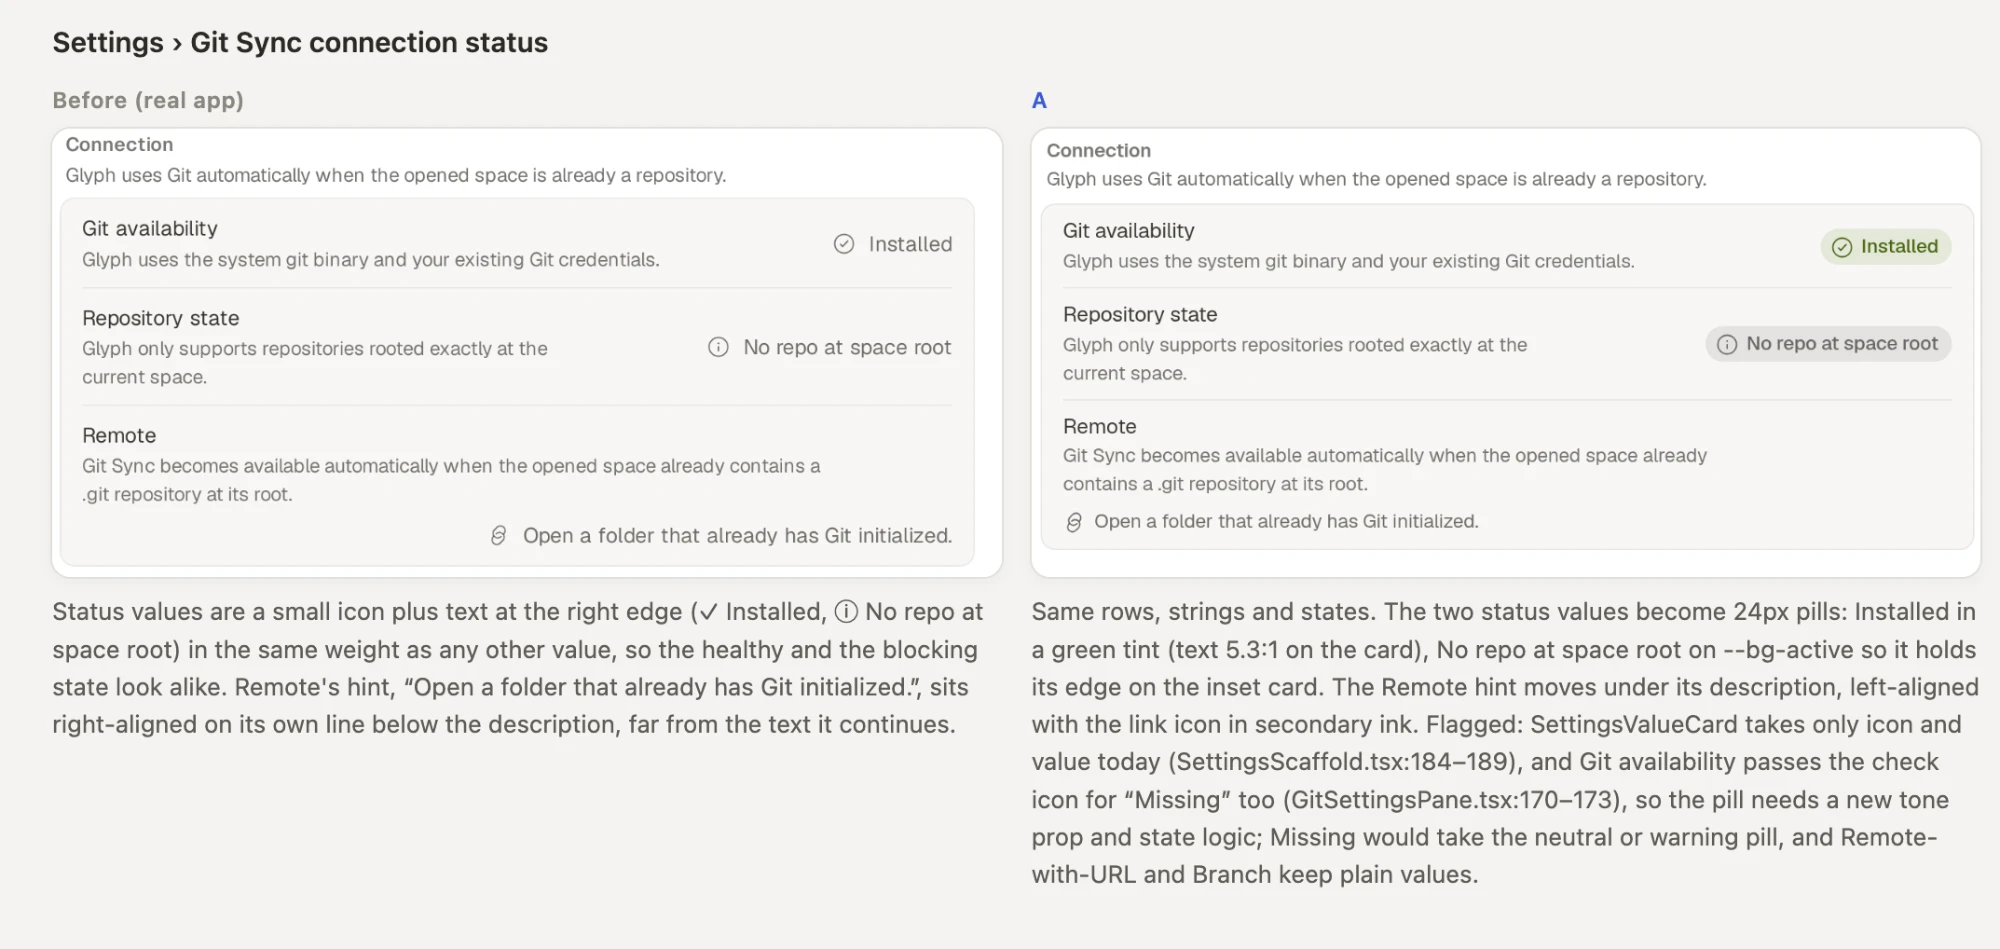 Settings › Git Sync connection status
Before (real app)
Connection
Glyph uses Git automatically when the opened space is already a repository.
Git availability
Glyph uses the system git binary and your existing Git credentials.
Installed
Repository state
Glyph only supports repositories rooted exactly at the
current space.
No repo at space root
Remote
Git Sync becomes available automatically when the opened space already contains a
.git repository at its root.
Open a folder that already has Git initialized.
Status values are a small icon plus text at the right edge (✓ Installed, ⓘ No repo at
space root) in the same weight as any other value, so the healthy and the blocking
state look alike. Remote's hint, “Open a folder that already has Git initialized.”, sits
right-aligned on its own line below the description, far from the text it continues.
A
Connection
Glyph uses Git automatically when the opened space is already a repository.
Git availability
Glyph uses the system git binary and your existing Git credentials.
Installed
Repository state
Glyph only supports repositories rooted exactly at the
current space.
No repo at space root
Remote
Git Sync becomes available automatically when the opened space already
contains a .git repository at its root.
Open a folder that already has Git initialized.
Same rows, strings and states. The two status values become 24px pills: Installed in
a green tint (text 5.3:1 on the card), No repo at space root on --bg-active so it holds
its edge on the inset card. The Remote hint moves under its description, left-aligned
with the link icon in secondary ink. Flagged: SettingsValueCard takes only icon and
value today (SettingsScaffold.tsx:184–189), and Git availability passes the check
icon for “Missing” too (GitSettingsPane.tsx:170–173), so the pill needs a new tone
prop and state logic; Missing would take the neutral or warning pill, and Remote-
with-URL and Branch keep plain values.